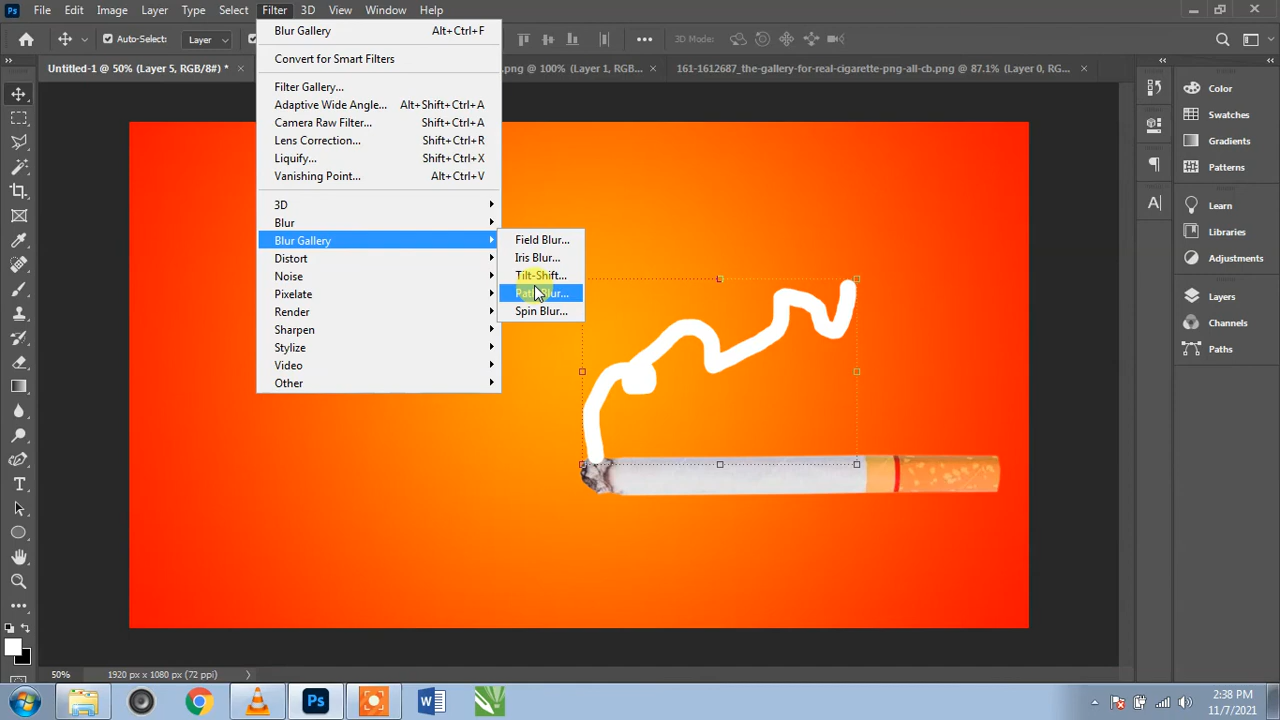 Ps File Edit Image Layer Type Select Filter 3D View Window Help
Auto-Select: Layer 3D Mode:
Untitled-1 @ 50% (Layer 5, RGB/8#) * × .png @ 100% (Layer 1, RGB... × 161-1612687_the-gallery-for-real-cigarette-png-all-cb.png @ 87.1% (Layer 0, RG... ×
Blur Gallery Alt+Ctrl+F
Convert for Smart Filters
Filter Gallery...
Adaptive Wide Angle... Alt+Shift+Ctrl+A
Camera Raw Filter... Shift+Ctrl+A
Lens Correction... Shift+Ctrl+R
Liquify... Shift+Ctrl+X
Vanishing Point... Alt+Ctrl+V
3D
Blur
Blur Gallery
Distort
Noise
Pixelate
Render
Sharpen
Stylize
Video
Other
Field Blur...
Iris Blur...
Tilt-Shift...
Path Blur...
Spin Blur...
Color
Swatches
Gradients
Patterns
Learn
Libraries
Adjustments
Layers
Channels
Paths
50% 1920 px x 1080 px (72 ppi)
Ps W
2:38 PM
11/7/2021